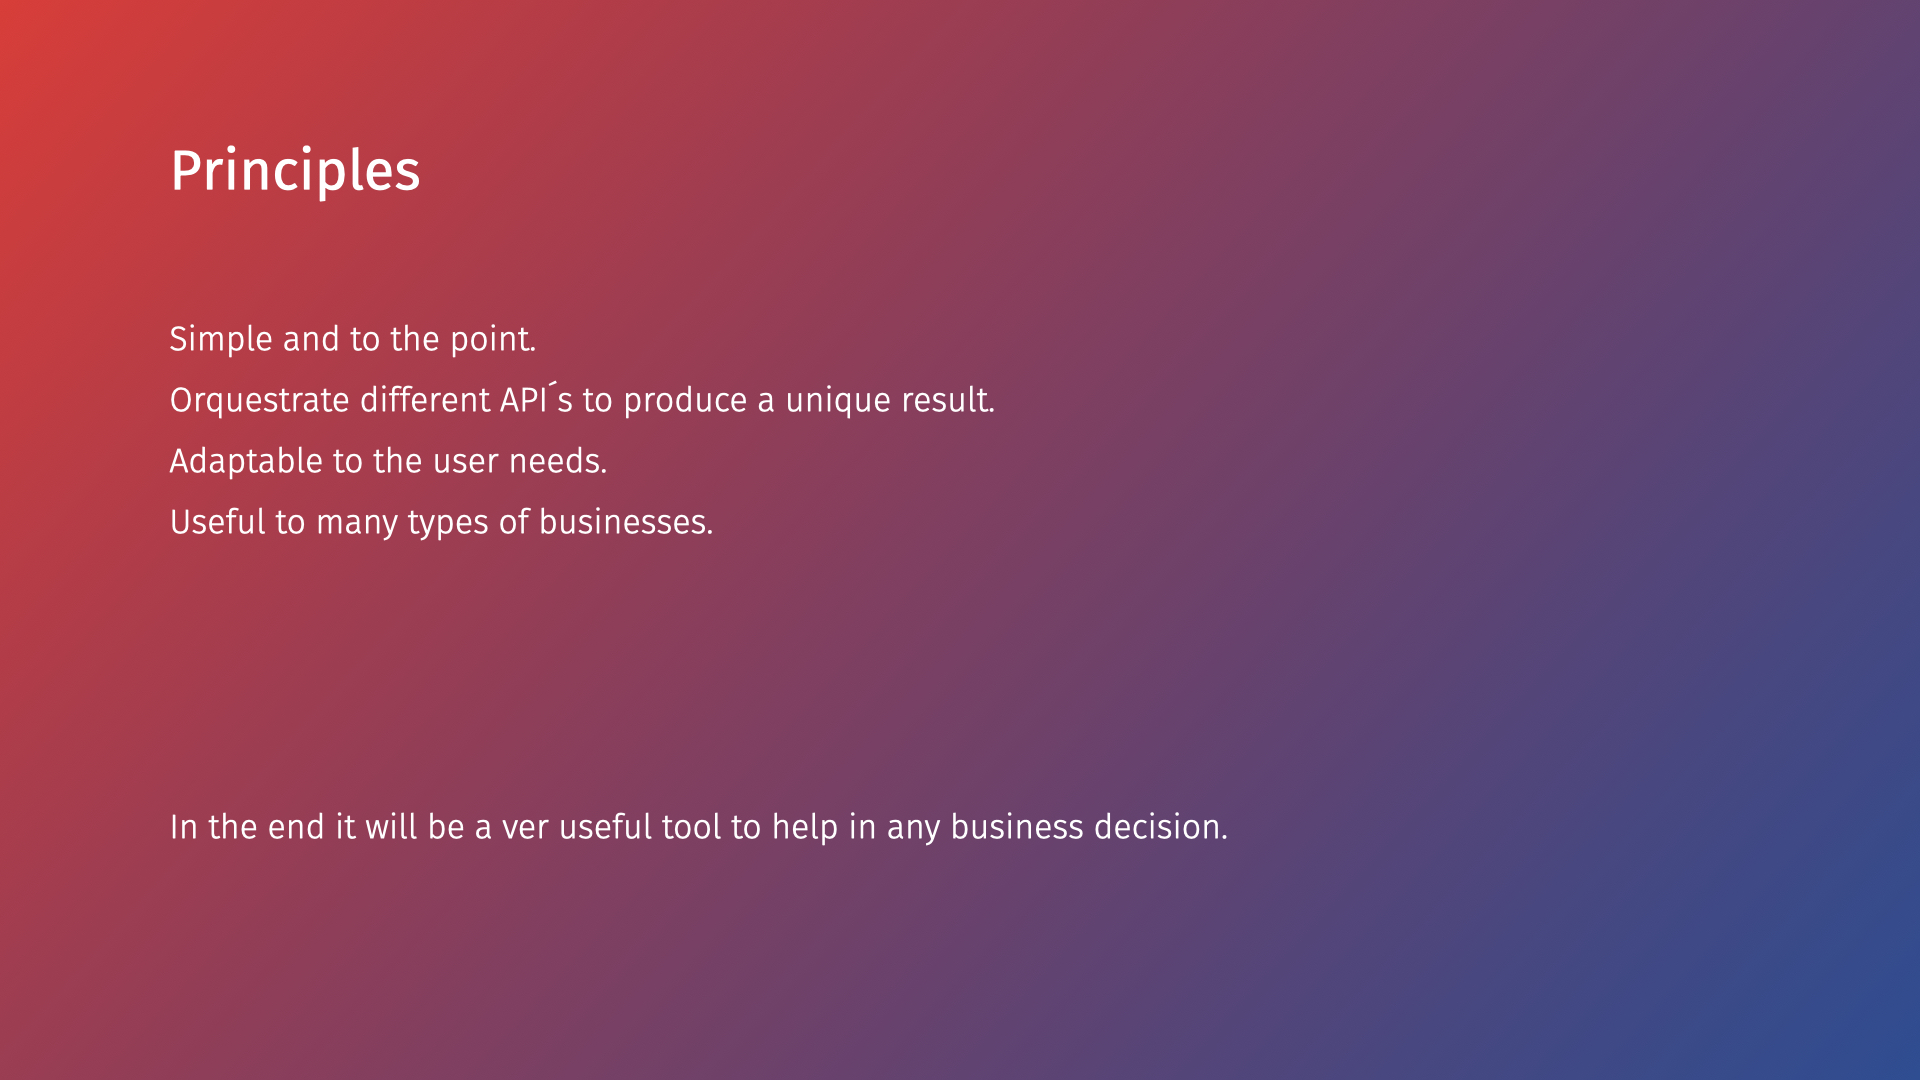 Principles
Simple and to the point.
Orquestrate different API´s to produce a unique result.
Adaptable to the user needs.
Useful to many types of businesses.
In the end it will be a ver useful tool to help in any business decision.